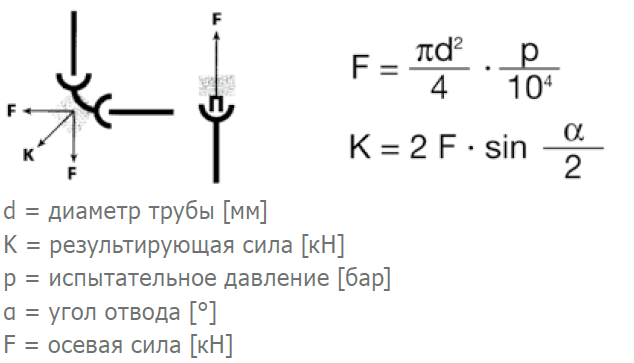 F
F
K
F
П
F = πd² / 4 · p / 10⁴
K = 2 F · sin α / 2
d = диаметр трубы [мм]
K = результирующая сила [кН]
p = испытательное давление [бар]
α = угол отвода [°]
F = осевая сила [кН]